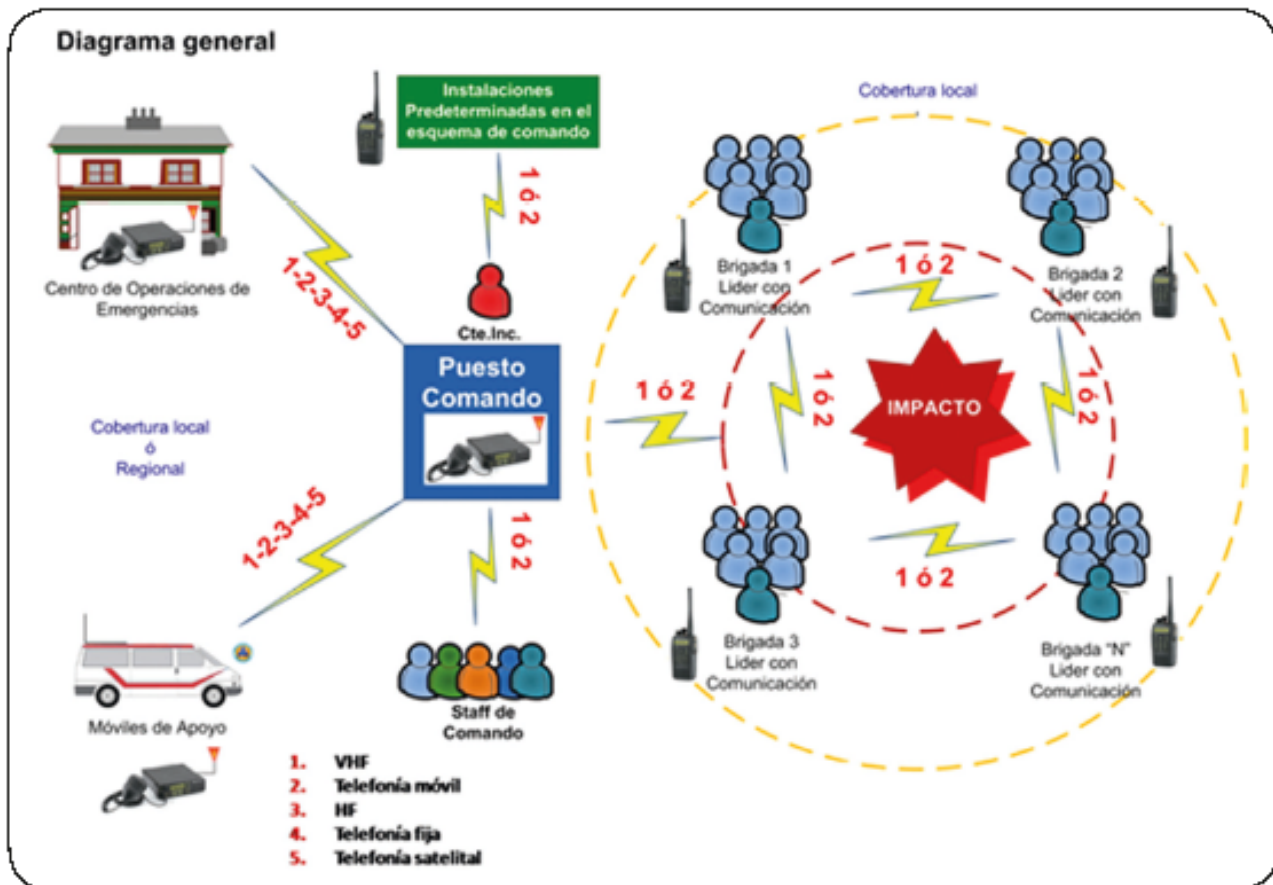 Diagrama general
Instalaciones
Predeterminadas en el
esquema de comando
1 ó 2
Centro de Operaciones de
Emergencias
1-2-3-4-5
Cte.Inc.
Puesto
Comando
Cobertura local
ó
Regional
1-2-3-4-5
1 ó 2
Móviles de Apoyo
Staff de
Comando
1. VHF
2. Telefonía móvil
3. HF
4. Telefonía fija
5. Telefonía satelital
Cobertura local
Brigada 1
Lider con
Comunicación
1 ó 2
Brigada 2
Lider con
Comunicación
1 ó 2
1 ó 2
IMPACTO
1 ó 2
Brigada 3
Lider con
Comunicación
1 ó 2
Brigada "N"
Lider con
Comunicación